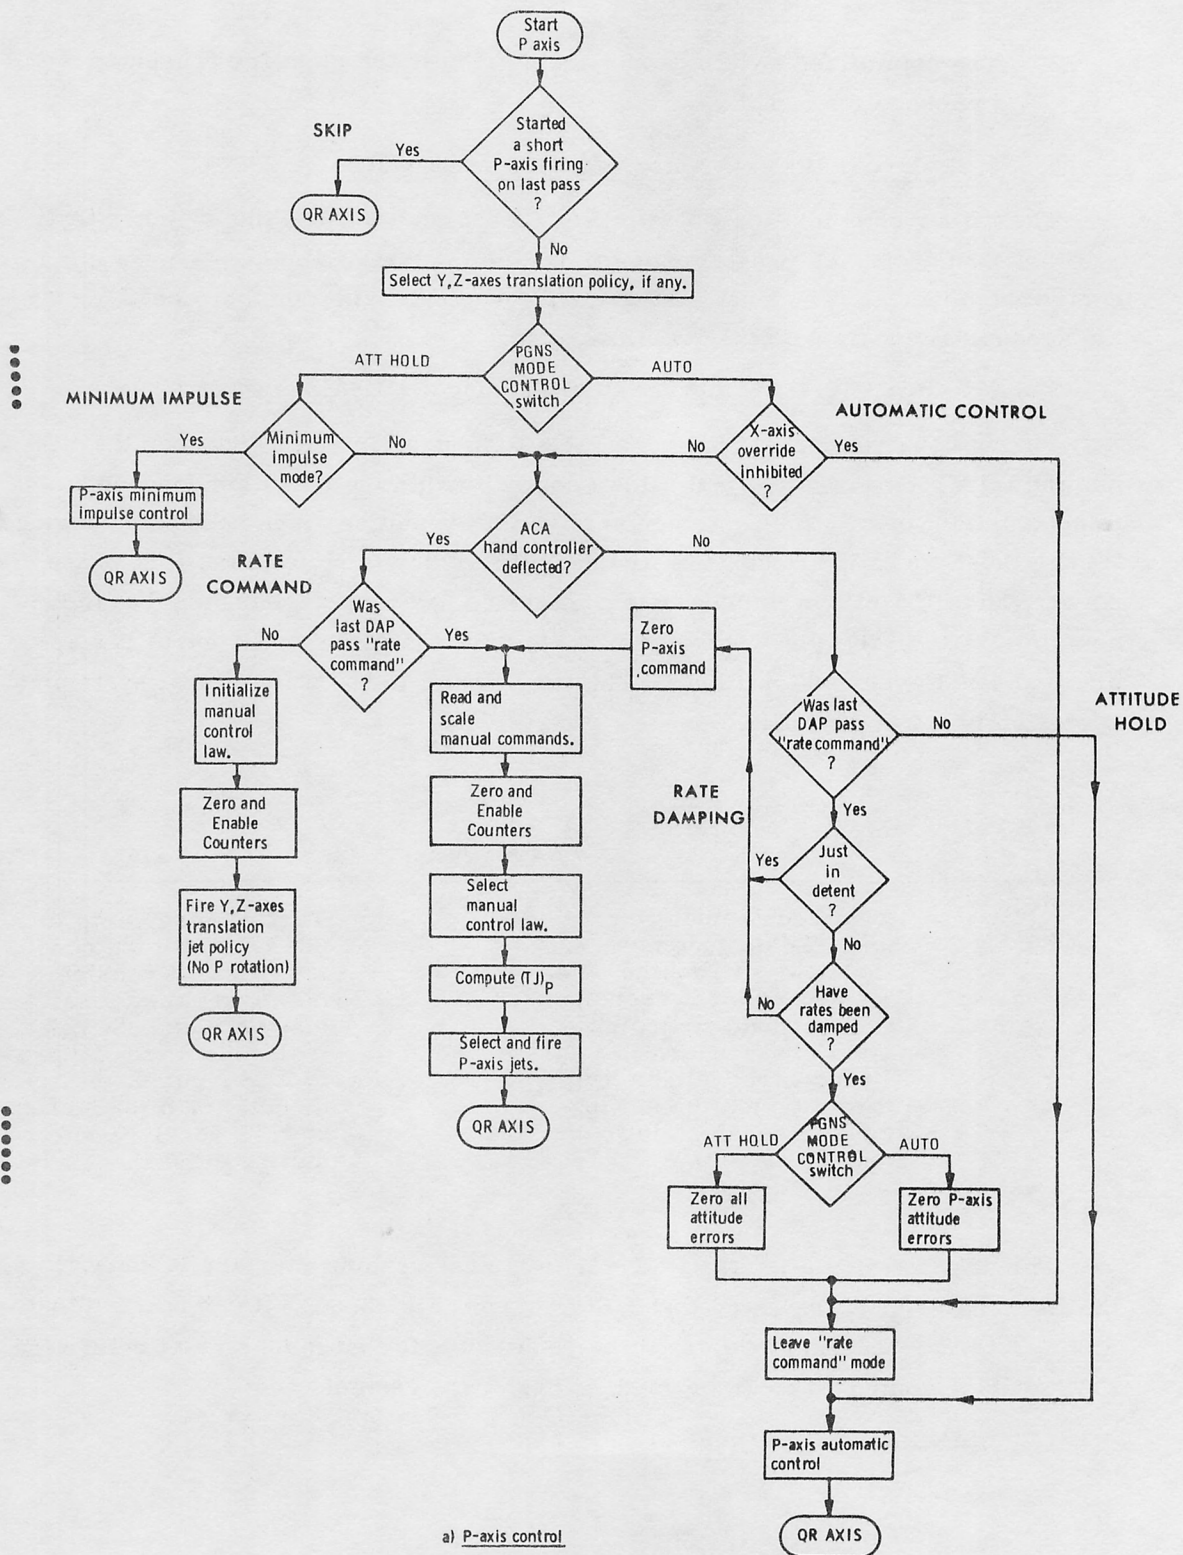 Start
P axis
SKIP
Yes
Started
a short
P-axis firing
on last pass
?
QR AXIS
No
Select Y,Z-axes translation policy, if any.
ATT HOLD
PGNS
MODE
CONTROL
switch
AUTO
MINIMUM IMPULSE
AUTOMATIC CONTROL
Yes
Minimum
impulse
mode?
No
No
X-axis
override
inhibited
?
Yes
P-axis minimum
impulse control
QR AXIS
Yes
ACA
hand controller
deflected?
No
RATE
COMMAND
No
Was
last DAP
pass "rate
command"
?
Yes
Zero
P-axis
command
Initialize
manual
control
law.
Read and
scale
manual commands.
Was last
DAP pass
"rate command"
?
No
ATTITUDE
HOLD
Zero and
Enable
Counters
Zero and
Enable
Counters
RATE
DAMPING
Yes
Yes
Just
in
detent
?
No
Fire Y,Z-axes
translation
jet policy
(No P rotation)
Select
manual
control law.
QR AXIS
Compute (TJ)P
No
Have
rates been
damped
?
Yes
Select and fire
P-axis jets.
QR AXIS
ATT HOLD
PGNS
MODE
CONTROL
switch
AUTO
Zero all
attitude
errors
Zero P-axis
attitude
errors
Leave "rate
command" mode
P-axis automatic
control
QR AXIS
a) P-axis control